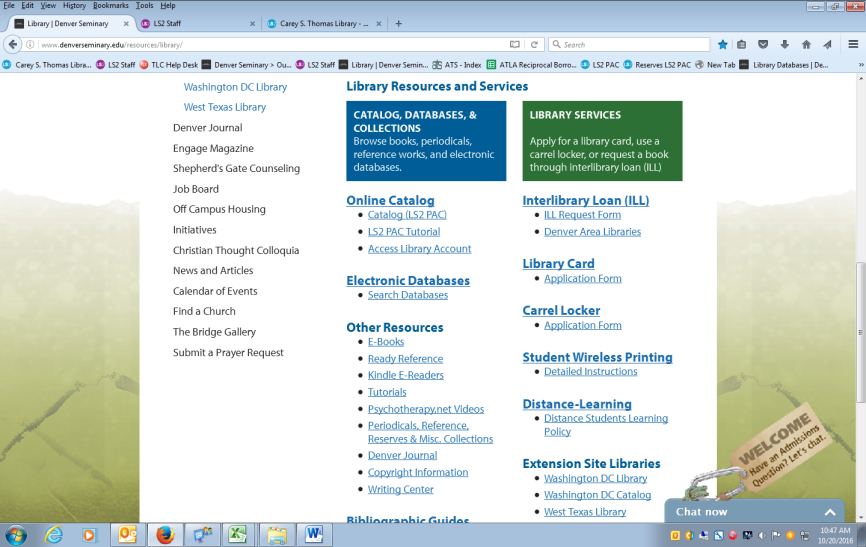 File Edit View History Bookmarks Tools Help
Library | Denver Seminary
LS2 Staff
Carey S. Thomas Library - ...
www.denverseminary.edu/resources/library/
Search
Carey S. Thomas Libra... LS2 Staff TLC Help Desk Denver Seminary > Ou... LS2 Staff Library | Denver Semin... ATS - Index ATLA Reciprocal Borro... LS2 PAC Reserves LS2 PAC New Tab Library Databases | De...
Washington DC Library
West Texas Library
Denver Journal
Engage Magazine
Shepherd's Gate Counseling
Job Board
Off Campus Housing
Initiatives
Christian Thought Colloquia
News and Articles
Calendar of Events
Find a Church
The Bridge Gallery
Submit a Prayer Request
Library Resources and Services
CATALOG, DATABASES, &
COLLECTIONS
Browse books, periodicals,
reference works, and electronic
databases.
Online Catalog
Catalog (LS2 PAC)
LS2 PAC Tutorial
Access Library Account
Electronic Databases
Search Databases
Other Resources
E-Books
Ready Reference
Kindle E-Readers
Tutorials
Psychotherapy.net Videos
Periodicals, Reference,
Reserves & Misc. Collections
Denver Journal
Copyright Information
Writing Center
Bibliographic Guides
LIBRARY SERVICES
Apply for a library card, use a
carrel locker, or request a book
through interlibrary loan (ILL)
Interlibrary Loan (ILL)
ILL Request Form
Denver Area Libraries
Library Card
Application Form
Carrel Locker
Application Form
Student Wireless Printing
Detailed Instructions
Distance-Learning
Distance Students Learning
Policy
Extension Site Libraries
Washington DC Library
Washington DC Catalog
West Texas Library
WELCOME
Have an Admissions
Question? Let's chat.
Chat now
10:47 AM
10/20/2016